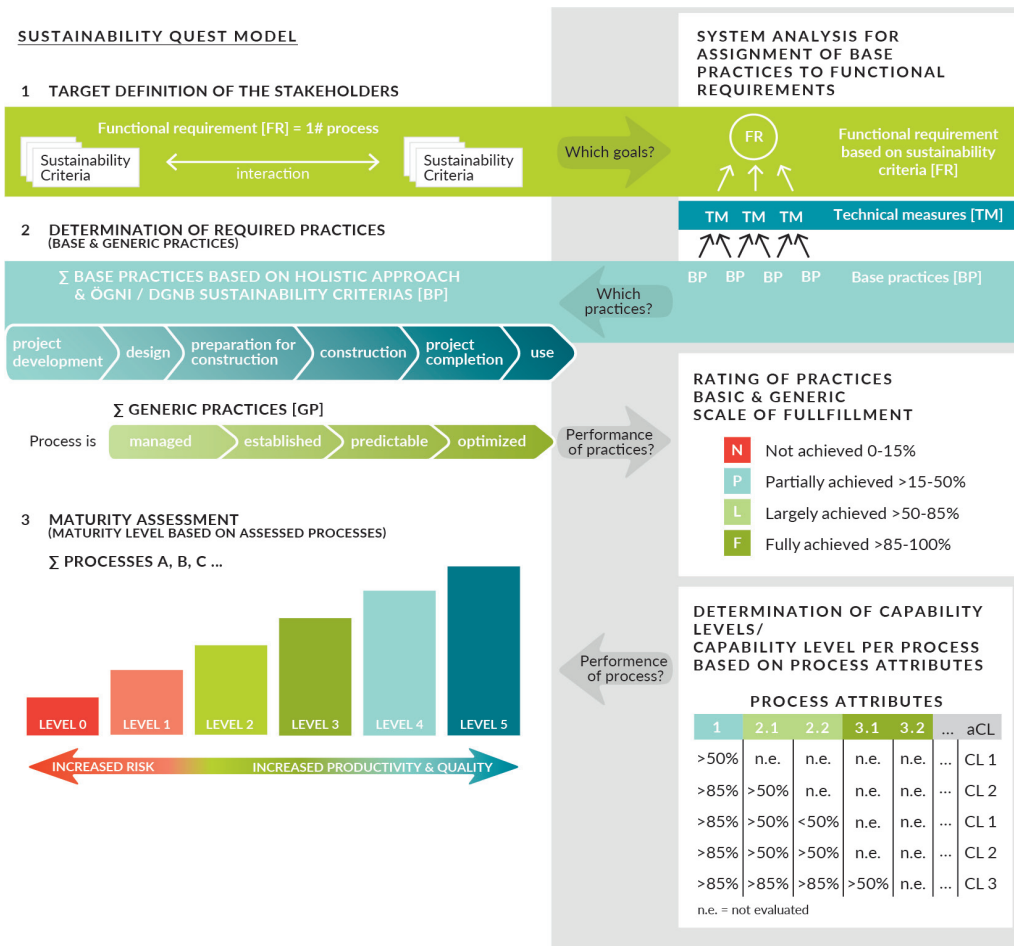 SUSTAINABILITY QUEST MODEL
1 TARGET DEFINITION OF THE STAKEHOLDERS
Functional requirement [FR] = 1# process
Sustainability
Criteria
interaction
Sustainability
Criteria
Which goals?
SYSTEM ANALYSIS FOR
ASSIGNMENT OF BASE
PRACTICES TO FUNCTIONAL
REQUIREMENTS
FR
Functional requirement
based on sustainability
criteria [FR]
TM TM TM Technical measures [TM]
BP BP BP BP Base practices [BP]
2 DETERMINATION OF REQUIRED PRACTICES
(BASE & GENERIC PRACTICES)
∑ BASE PRACTICES BASED ON HOLISTIC APPROACH
& ÖGNI / DGNB SUSTAINABILITY CRITERIAS [BP]
Which
practices?
project
development
design
preparation for
construction
construction
project
completion
use
∑ GENERIC PRACTICES [GP]
Process is
managed
established
predictable
optimized
Performance
of practices?
RATING OF PRACTICES
BASIC & GENERIC
SCALE OF FULLFILLMENT
N Not achieved 0-15%
P Partially achieved >15-50%
L Largely achieved >50-85%
F Fully achieved >85-100%
3 MATURITY ASSESSMENT
(MATURITY LEVEL BASED ON ASSESSED PROCESSES)
∑ PROCESSES A, B, C ...
LEVEL 0
LEVEL 1
LEVEL 2
LEVEL 3
LEVEL 4
LEVEL 5
INCREASED RISK
INCREASED PRODUCTIVITY & QUALITY
Performence
of process?
DETERMINATION OF CAPABILITY
LEVELS/
CAPABILITY LEVEL PER PROCESS
BASED ON PROCESS ATTRIBUTES
PROCESS ATTRIBUTES
1 2.1 2.2 3.1 3.2 ... aCL
>50% n.e. n.e. n.e. n.e. ... CL 1
>85% >50% n.e. n.e. n.e. ... CL 2
>85% >50% <50% n.e. n.e. ... CL 1
>85% >50% >50% n.e. n.e. ... CL 2
>85% >85% >85% >50% n.e. ... CL 3
n.e. = not evaluated